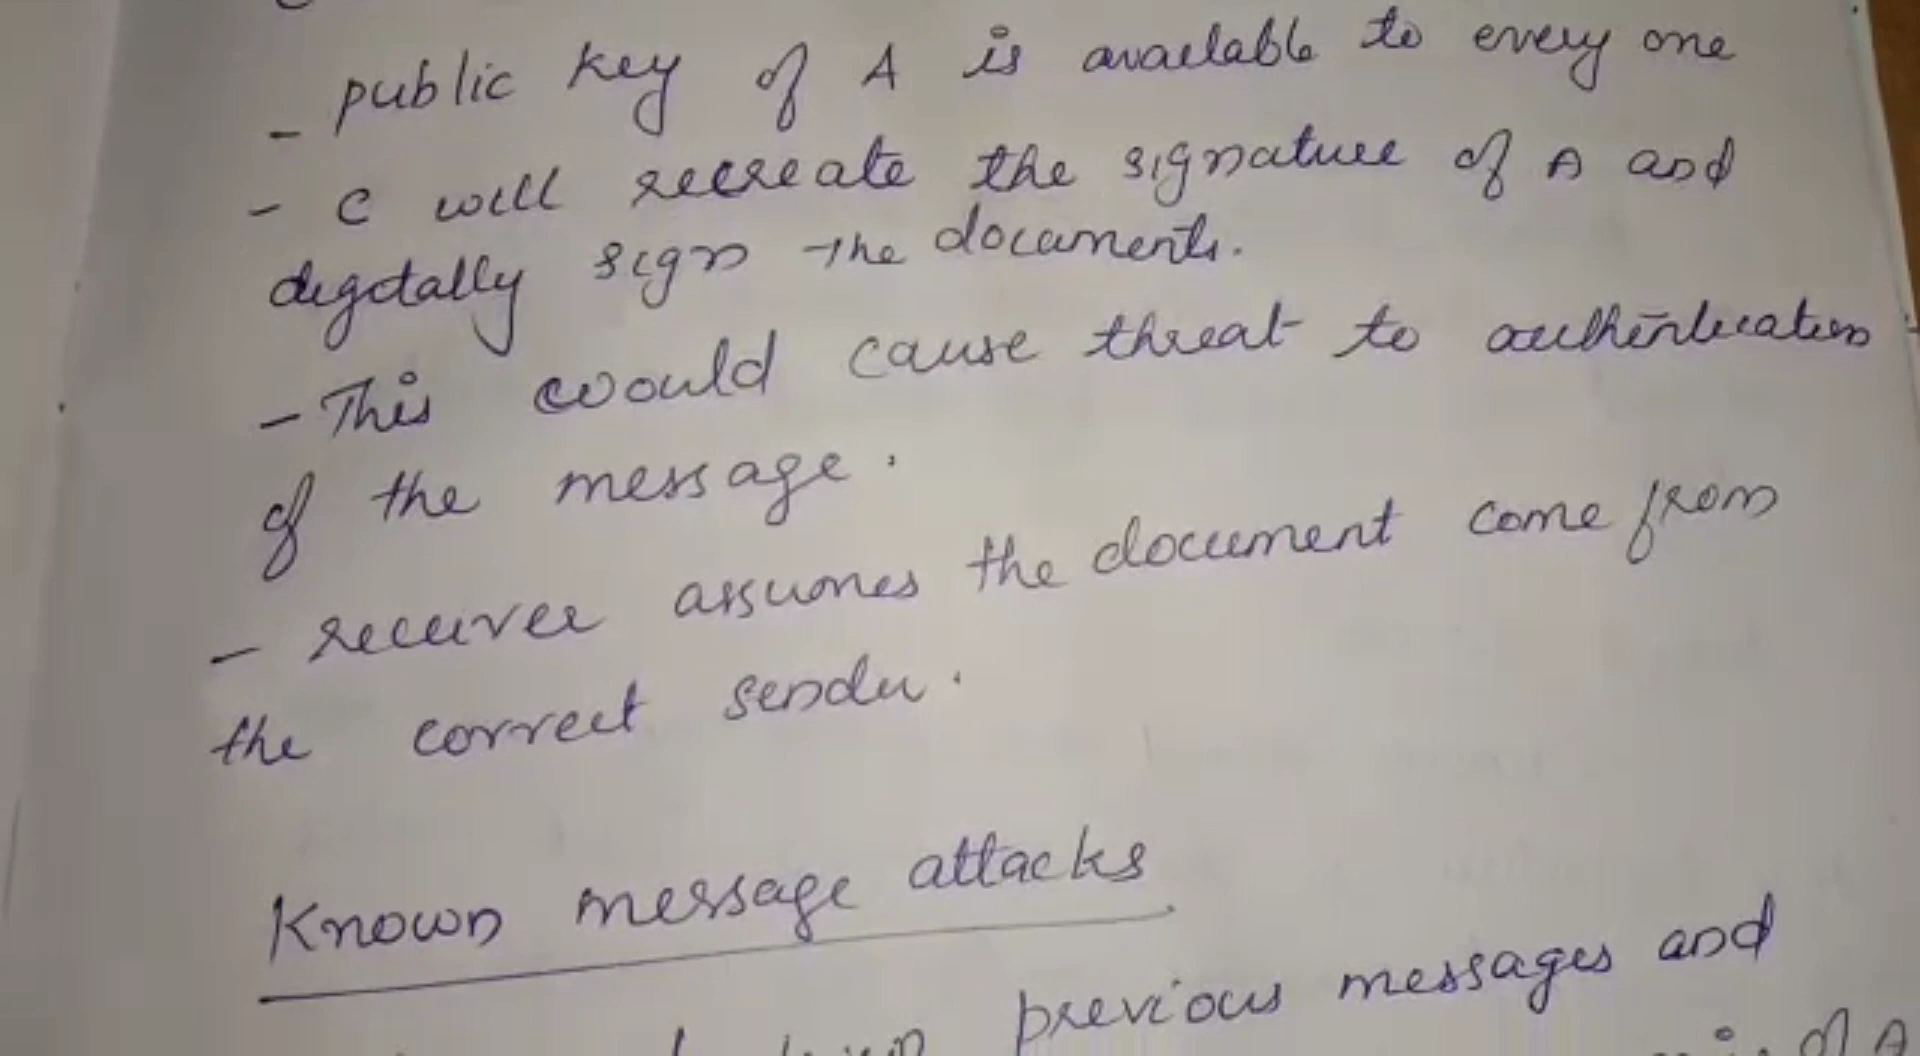 - public key of A is available to every one
- C will recreate the signature of A and
digitally sign the documents.
- This would cause threat to authentication
of the message.
- receiver assumes the document come from
the correct sender.
Known message attacks
previous messages and
of A